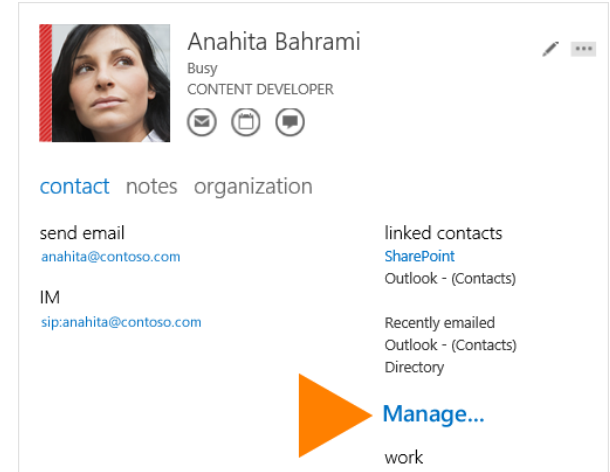 Anahita Bahrami
Busy
CONTENT DEVELOPER
contact notes organization
send email
anahita@contoso.com
IM
sip:anahita@contoso.com
linked contacts
SharePoint
Outlook - (Contacts)
Recently emailed
Outlook - (Contacts)
Directory
Manage...
work